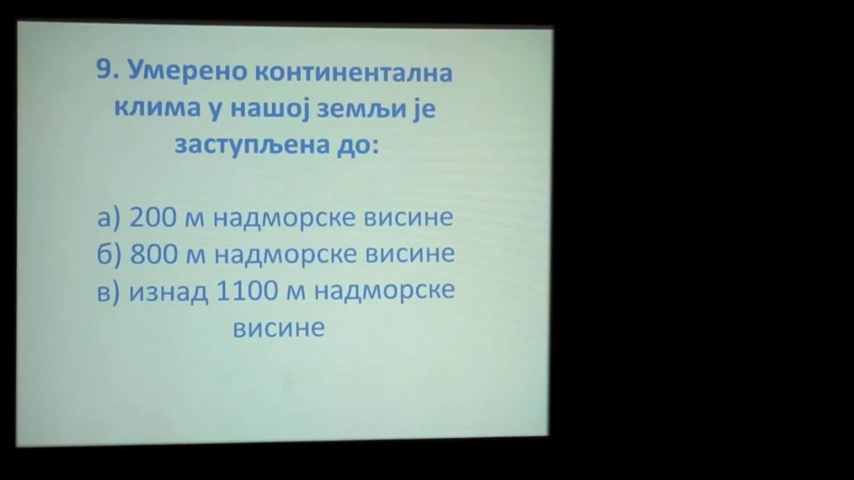 9. Умерено континентална
клима у нашој земљи је
заступљена до:
а) 200 м надморске висине
б) 800 м надморске висине
в) изнад 1100 м надморске
висине